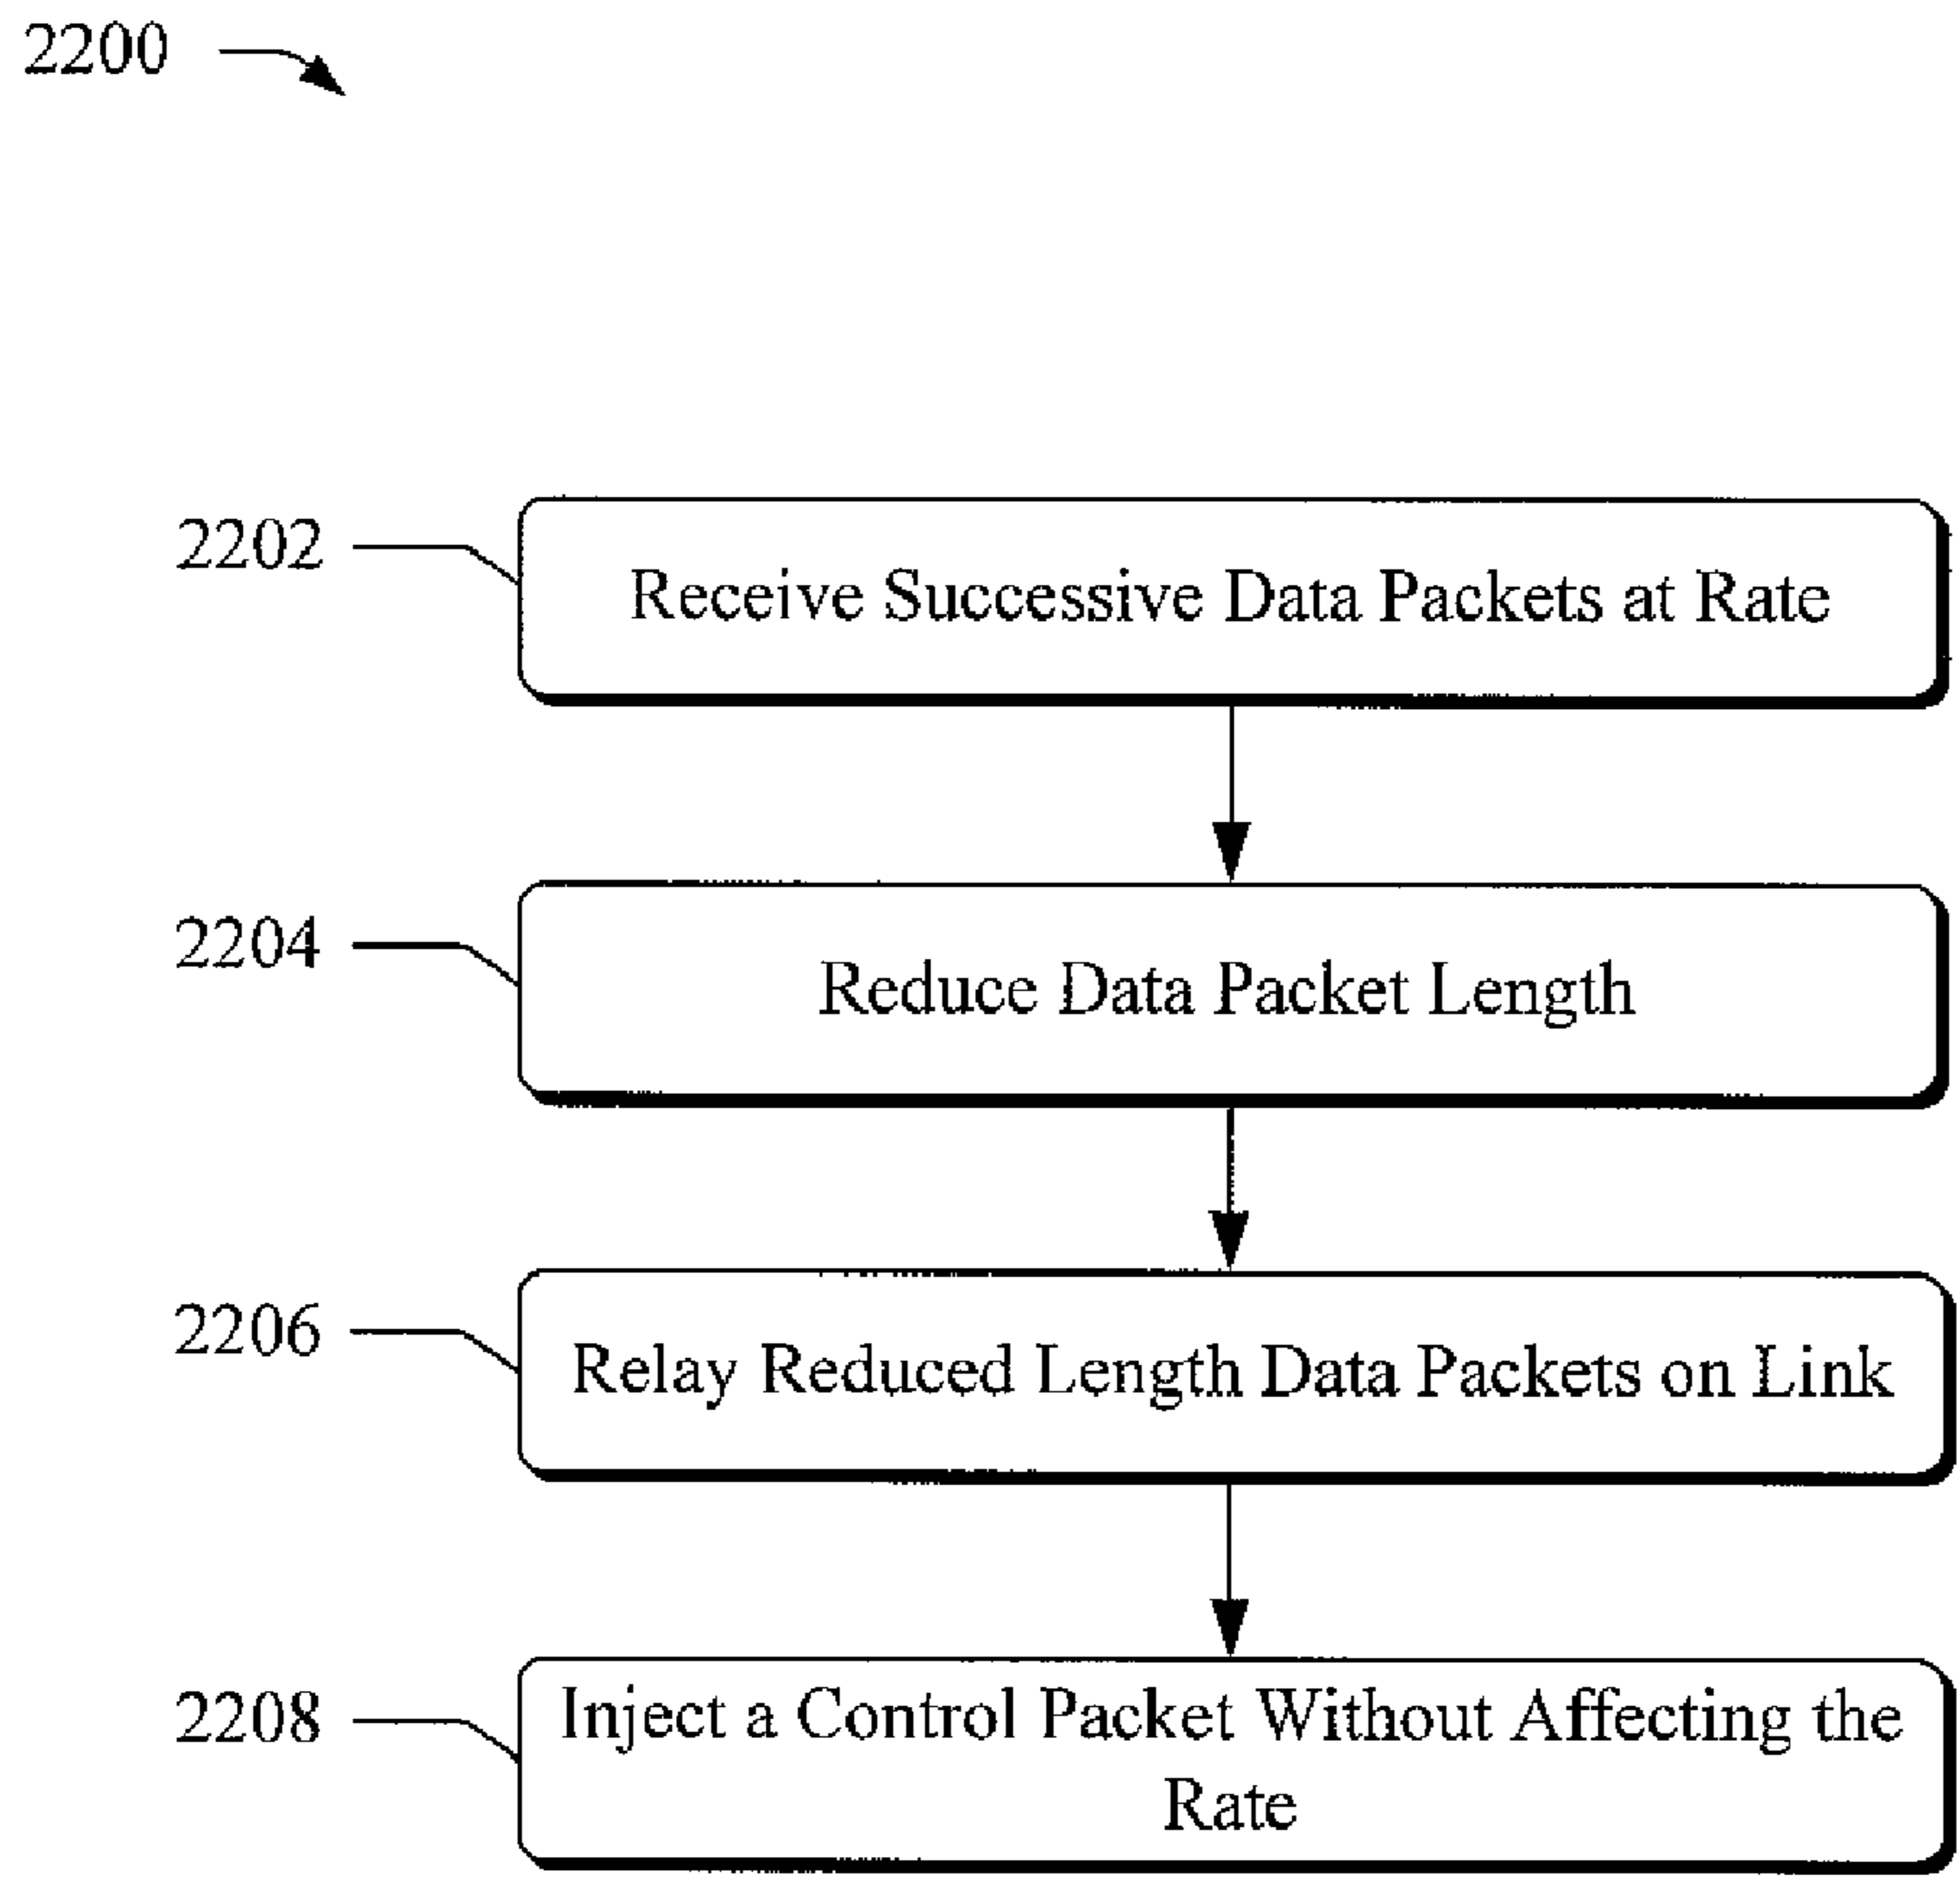 2200
2202
Receive Successive Data Packets at Rate
2204
Reduce Data Packet Length
2206
Relay Reduced Length Data Packets on Link
2208
Inject a Control Packet Without Affecting the
Rate